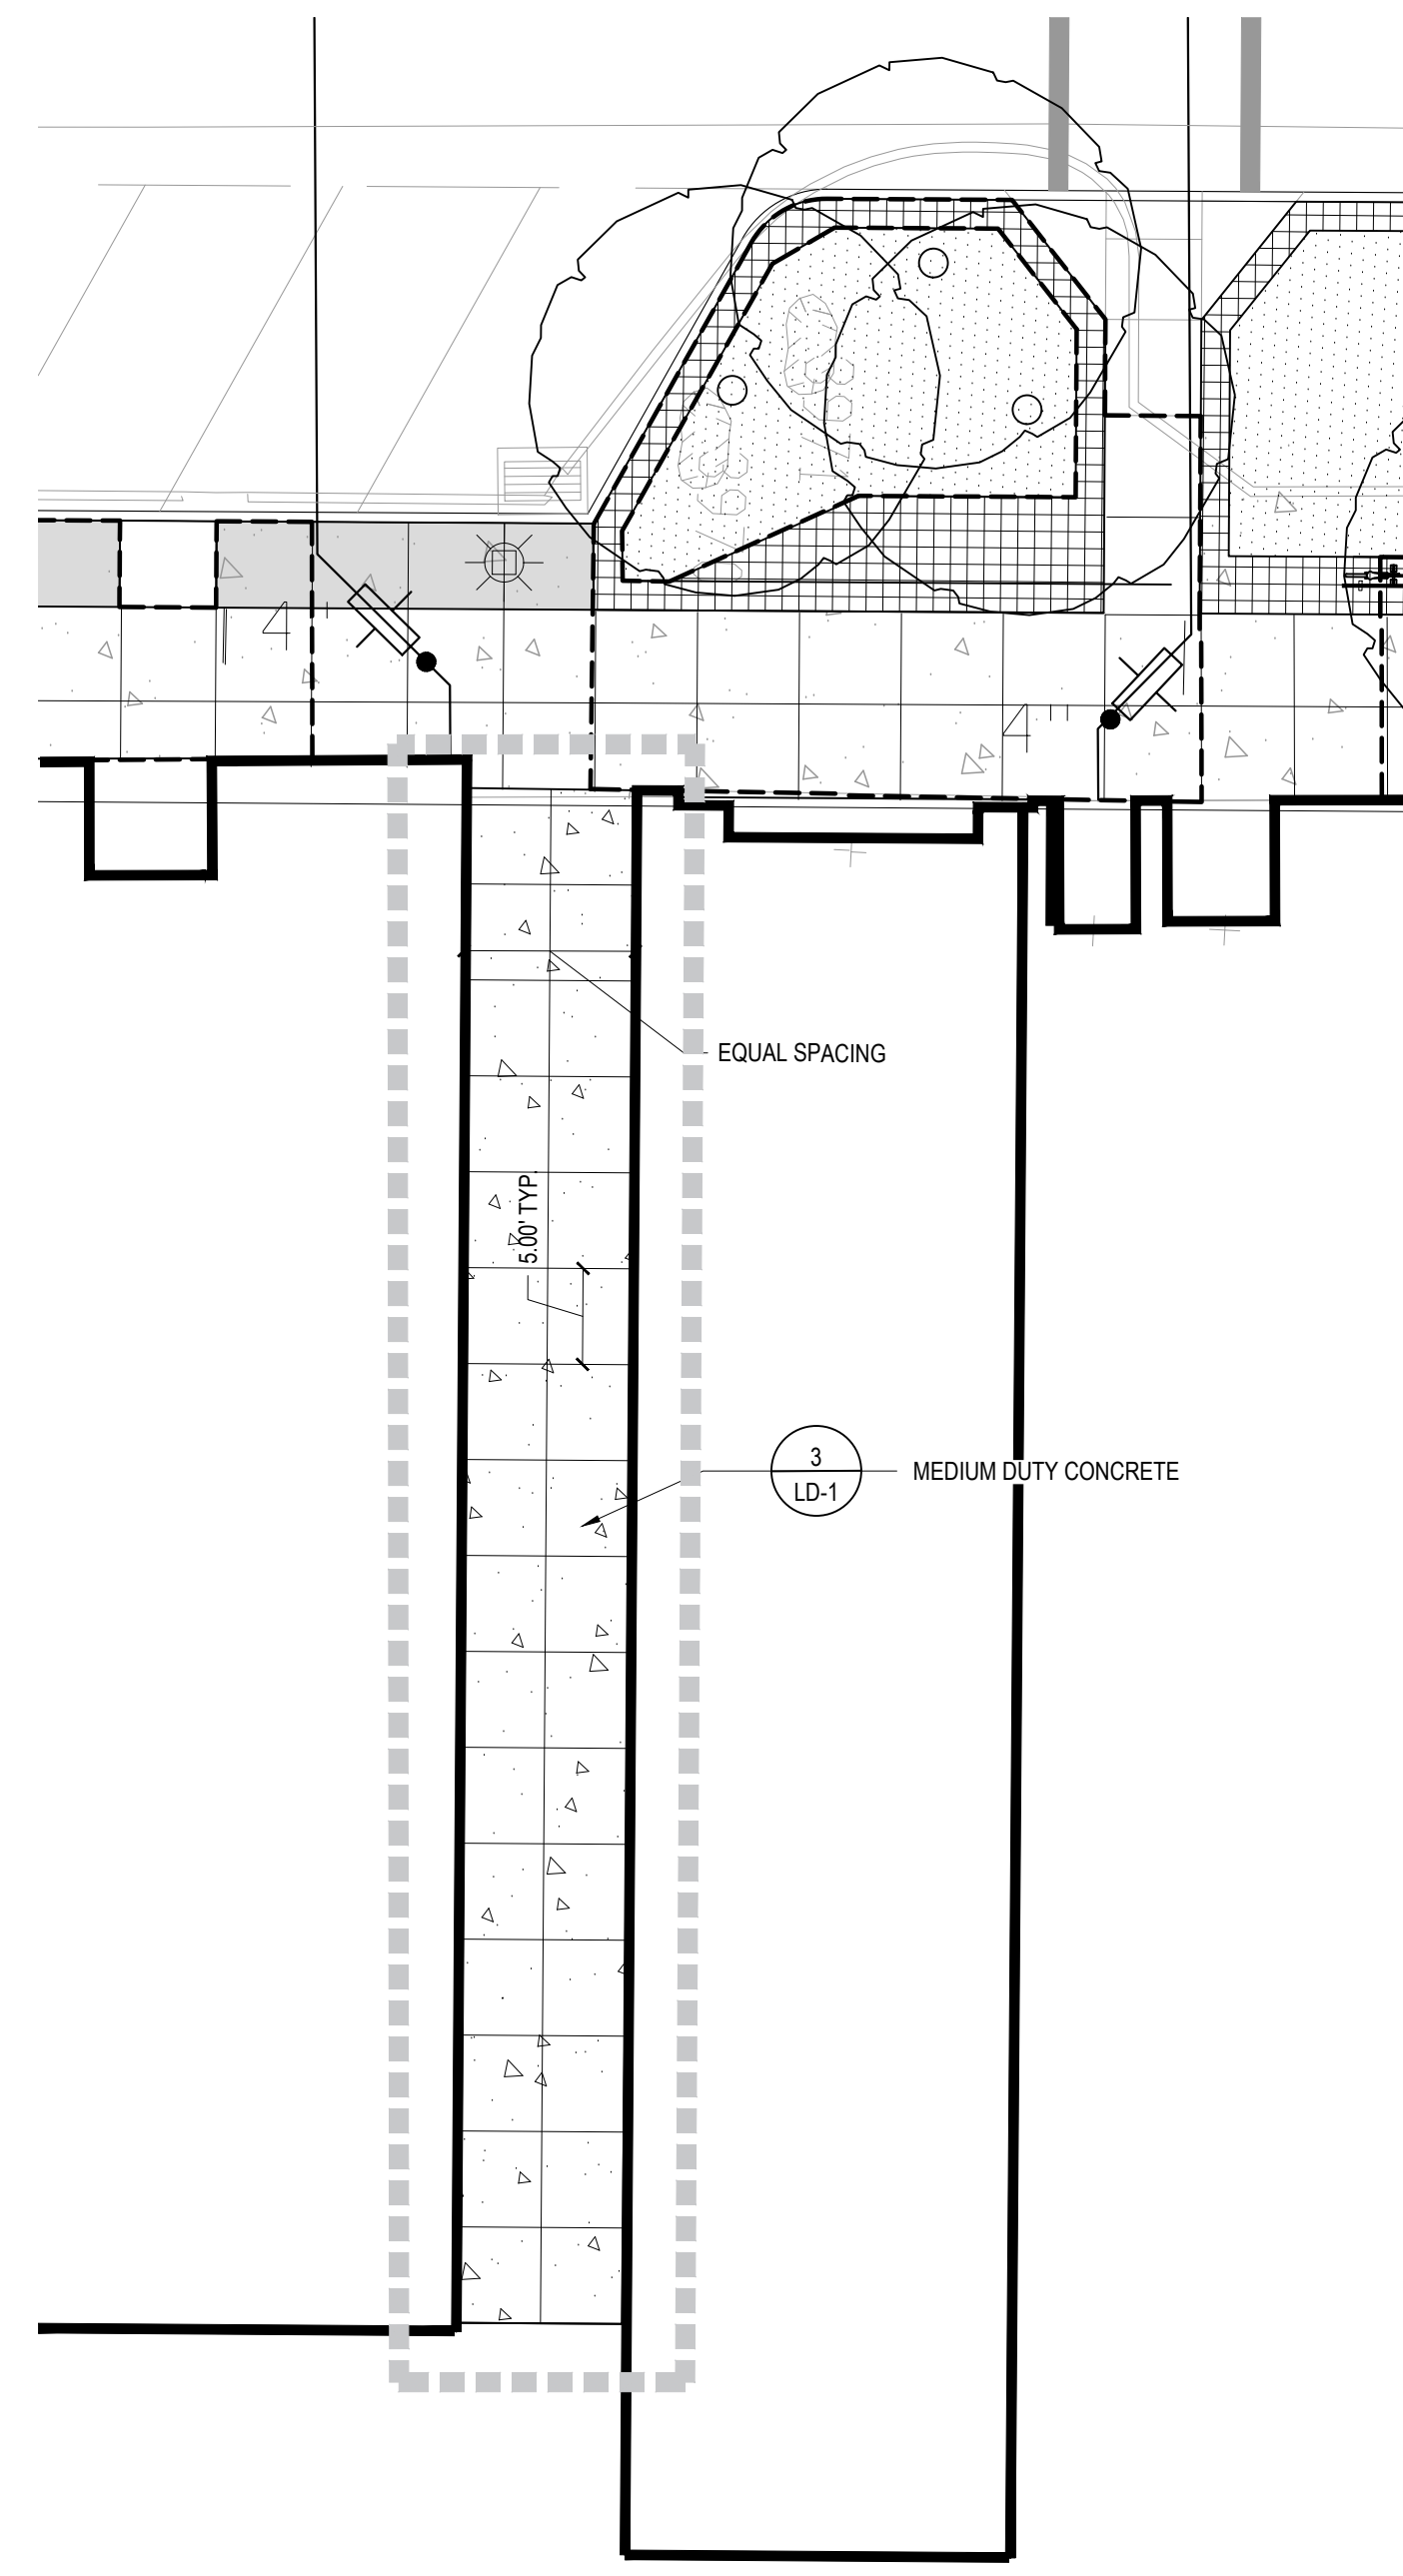 EQUAL SPACING
5.00' TYP.
3
LD-1
MEDIUM DUTY CONCRETE